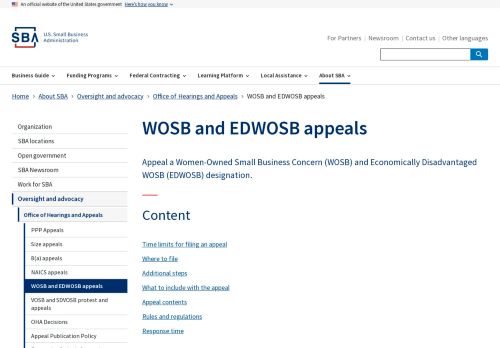 An official website of the United States government Here's how you know
SBA U.S. Small Business
Administration
For Partners | Newsroom | Contact us | Other languages
Business Guide Funding Programs Federal Contracting Learning Platform Local Assistance About SBA
Home > About SBA > Oversight and advocacy > Office of Hearings and Appeals > WOSB and EDWOSB appeals
Organization
SBA locations
Open government
SBA Newsroom
Work for SBA
Oversight and advocacy
Office of Hearings and Appeals
PPP Appeals
Size appeals
8(a) appeals
NAICS appeals
WOSB and EDWOSB appeals
WOSB and SDVOSB protest and
appeals
OHA Decisions
Appeal Publication Policy
WOSB and EDWOSB appeals
Appeal a Women-Owned Small Business Concern (WOSB) and Economically Disadvantaged
WOSB (EDWOSB) designation.
Content
Time limits for filing an appeal
Where to file
Additional steps
What to include with the appeal
Appeal contents
Rules and regulations
Response time